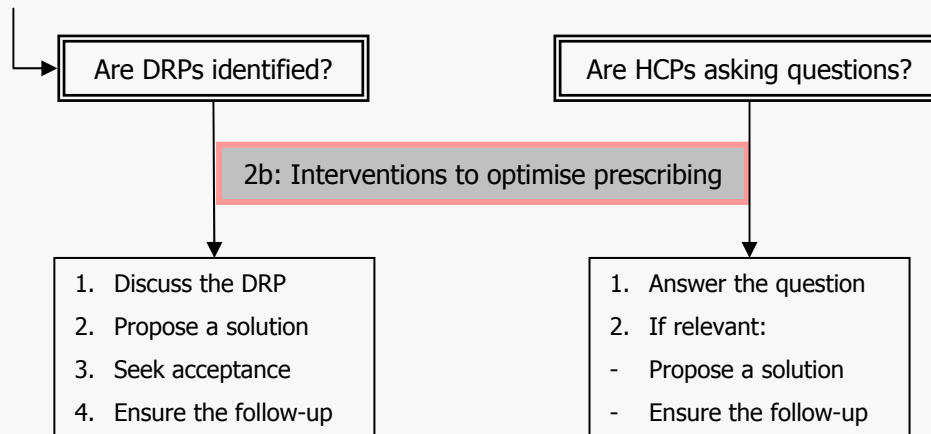 Are DRPs identified?
Are HCPs asking questions?
2b: Interventions to optimise prescribing
1. Discuss the DRP
2. Propose a solution
3. Seek acceptance
4. Ensure the follow-up
1. Answer the question
2. If relevant:
- Propose a solution
- Ensure the follow-up